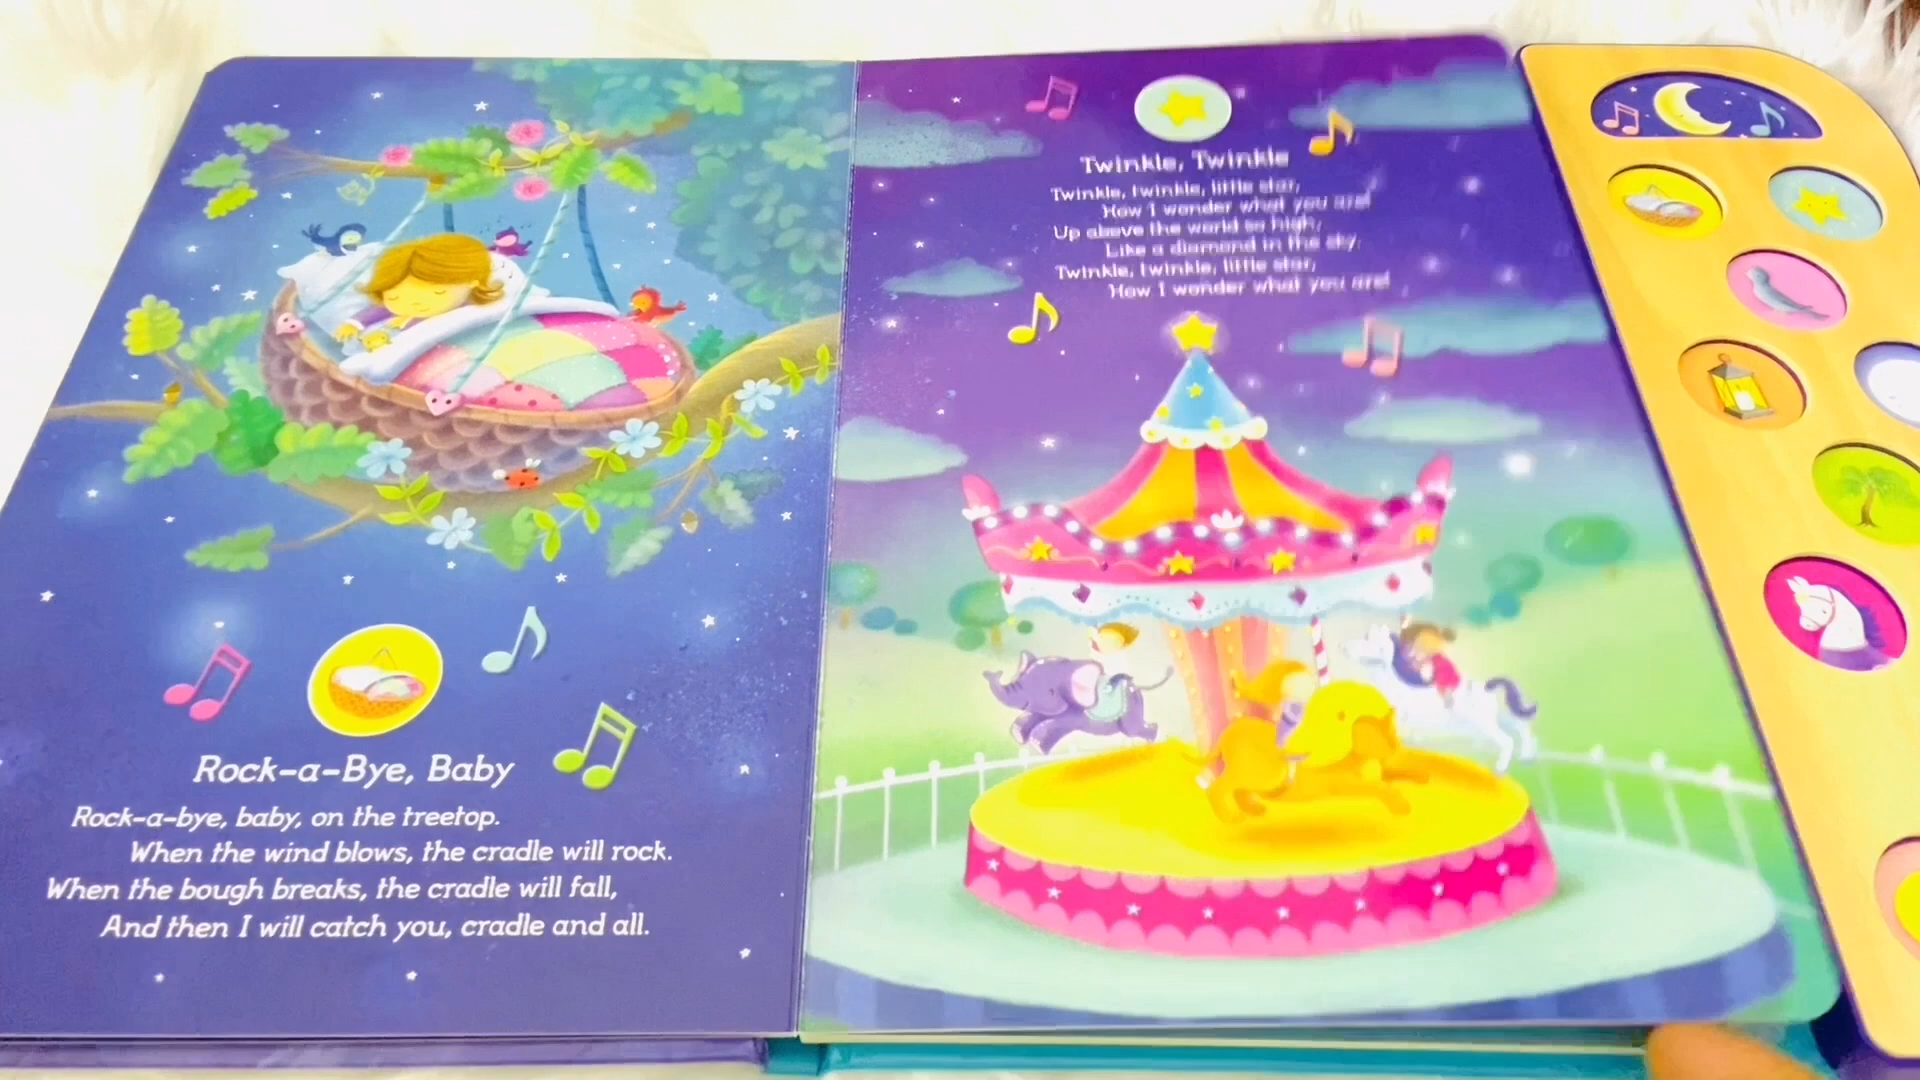 Rock-a-Bye, Baby
Rock-a-bye, baby, on the treetop.
When the wind blows, the cradle will rock.
When the bough breaks, the cradle will fall,
And then I will catch you, cradle and all.
Twinkle, Twinkle
Twinkle, twinkle, little star,
How I wonder what you are!
Up above the world so high,
Like a diamond in the sky.
Twinkle, twinkle, little star,
How I wonder what you are!